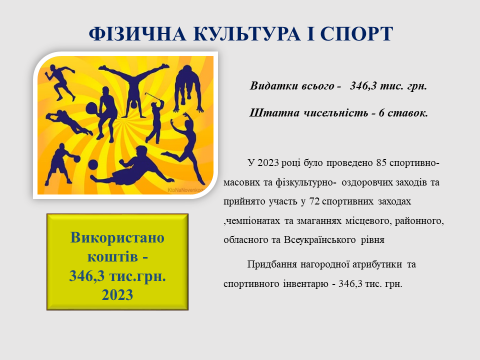 ФІЗИЧНА КУЛЬТУРА І СПОРТ
Видатки всього - 346,3 тис. грн.
Штатна чисельність - 6 ставок.
У 2023 році було проведено 85 спортивно-
масових та фізкультурно- оздоровчих заходів та
прийнято участь у 72 спортивних заходах
,чемпіонатах та змаганнях місцевого, районного,
обласного та Всеукраїнського рівня
Придбання нагородної атрибутики та
спортивного інвентарю - 346,3 тис. грн.
Використано
коштів -
346,3 тис.грн.
2023